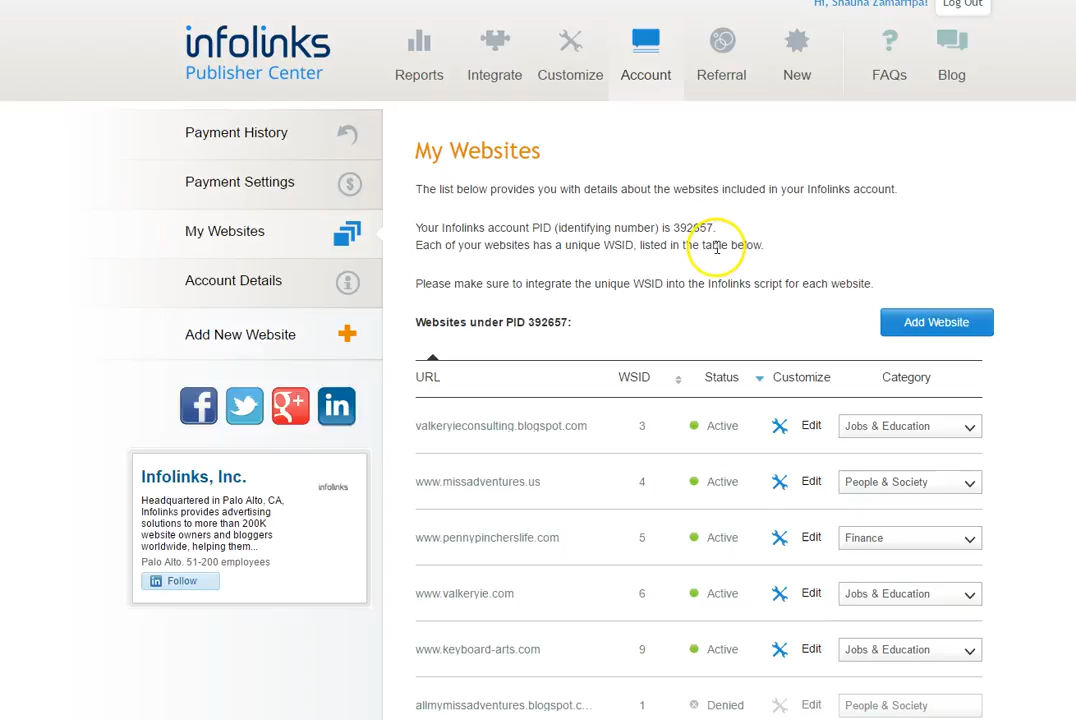 Hi, Shauna Zamarripa!
Log Out
infolinks
Publisher Center
Reports
Integrate
Customize
Account
Referral
New
FAQs
Blog
Payment History
Payment Settings
My Websites
Account Details
Add New Website
Infolinks, Inc.
infolinks
Headquartered in Palo Alto, CA,
Infolinks provides advertising
solutions to more than 200K
website owners and bloggers
worldwide, helping them...
Palo Alto. 51-200 employees
Follow
My Websites
The list below provides you with details about the websites included in your Infolinks account.
Your Infolinks account PID (identifying number) is 392657.
Each of your websites has a unique WSID, listed in the table below.
Please make sure to integrate the unique WSID into the Infolinks script for each website.
Websites under PID 392657:
Add Website
URL WSID Status Customize Category
valkeryieconsulting.blogspot.com 3 Active Edit Jobs & Education
www.missadventures.us 4 Active Edit People & Society
www.pennypincherslife.com 5 Active Edit Finance
www.valkeryie.com 6 Active Edit Jobs & Education
www.keyboard-arts.com 9 Active Edit Jobs & Education
allmymissadventures.blogspot.c... 1 Denied Edit People & Society